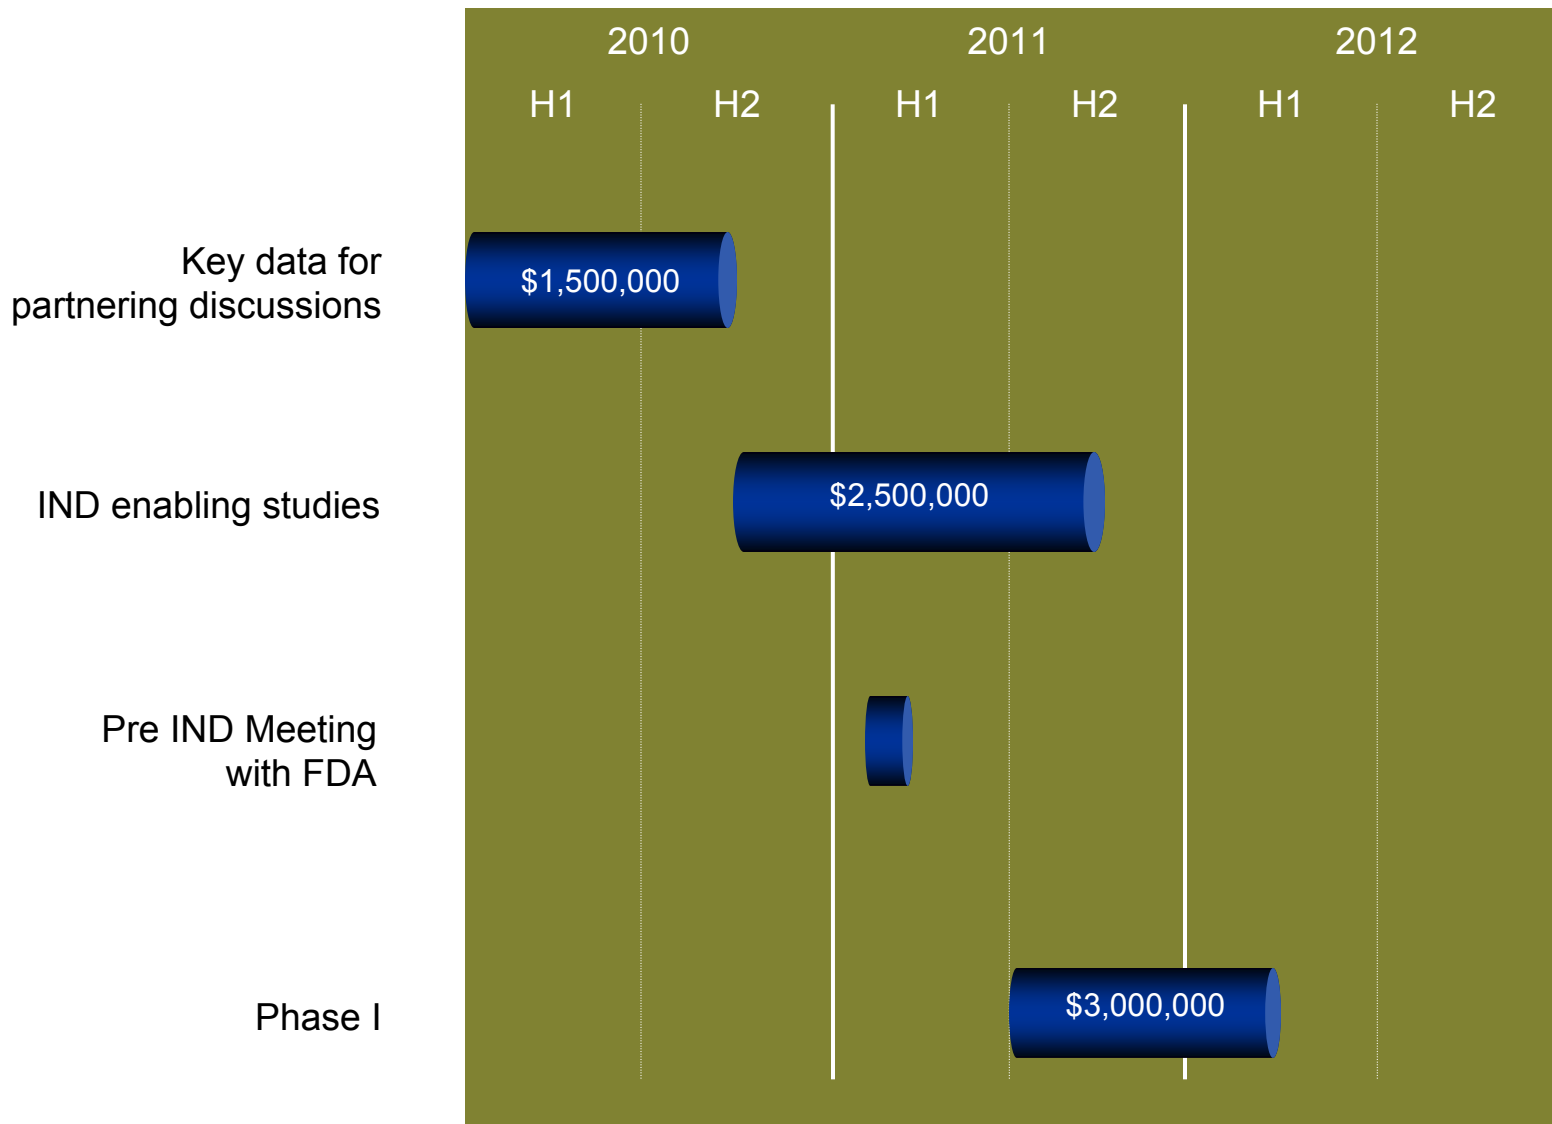 2010 2011 2012
H1 H2 H1 H2 H1 H2
Key data for
partnering discussions
$1,500,000
IND enabling studies
$2,500,000
Pre IND Meeting
with FDA
Phase I
$3,000,000